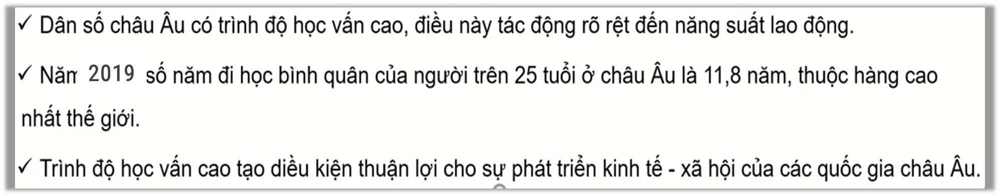 ✓ Dân số châu Âu có trình độ học vấn cao, điều này tác động rõ rệt đến năng suất lao động.
✓ Năm 2019 số năm đi học bình quân của người trên 25 tuổi ở châu Âu là 11,8 năm, thuộc hàng cao
nhất thế giới.
✓ Trình độ học vấn cao tạo diều kiện thuận lợi cho sự phát triển kinh tế - xã hội của các quốc gia châu Âu.